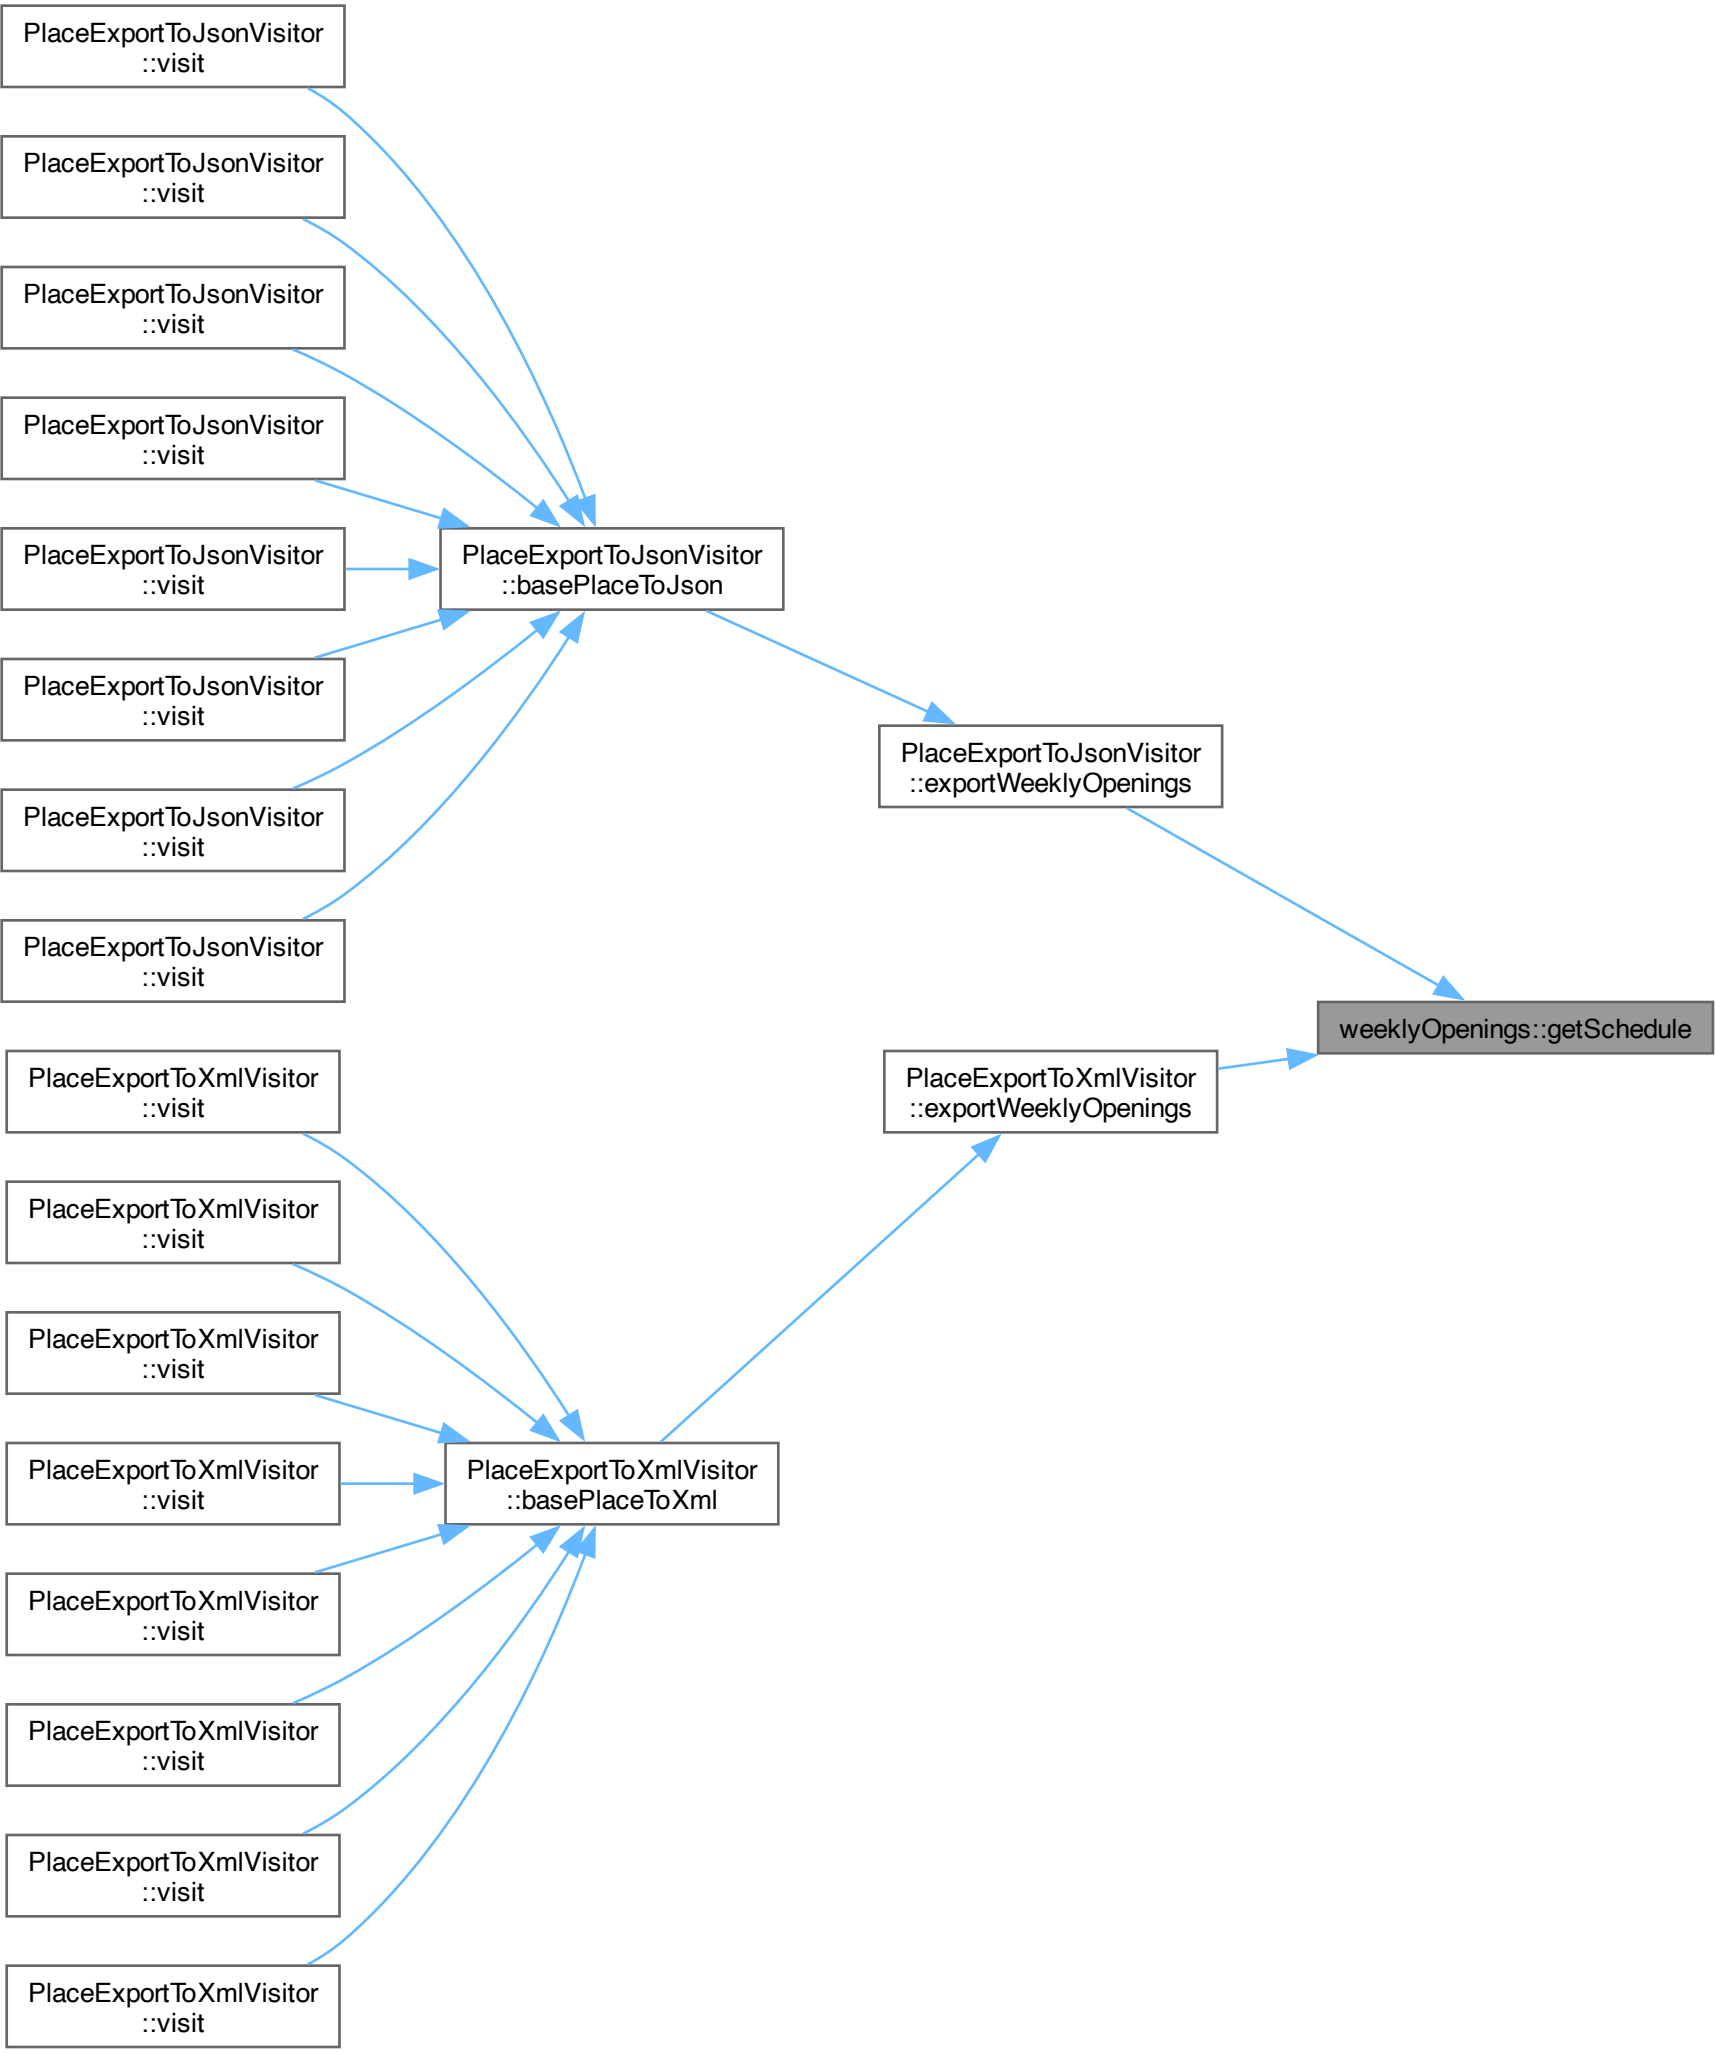 PlaceExportToJsonVisitor
::visit
PlaceExportToJsonVisitor
::visit
PlaceExportToJsonVisitor
::visit
PlaceExportToJsonVisitor
::visit
PlaceExportToJsonVisitor
::visit
PlaceExportToJsonVisitor
::visit
PlaceExportToJsonVisitor
::visit
PlaceExportToJsonVisitor
::visit
PlaceExportToXmlVisitor
::visit
PlaceExportToXmlVisitor
::visit
PlaceExportToXmlVisitor
::visit
PlaceExportToXmlVisitor
::visit
PlaceExportToXmlVisitor
::visit
PlaceExportToXmlVisitor
::visit
PlaceExportToXmlVisitor
::visit
PlaceExportToXmlVisitor
::visit
PlaceExportToJsonVisitor
::basePlaceToJson
PlaceExportToXmlVisitor
::basePlaceToXml
PlaceExportToJsonVisitor
::exportWeeklyOpenings
PlaceExportToXmlVisitor
::exportWeeklyOpenings
weeklyOpenings::getSchedule